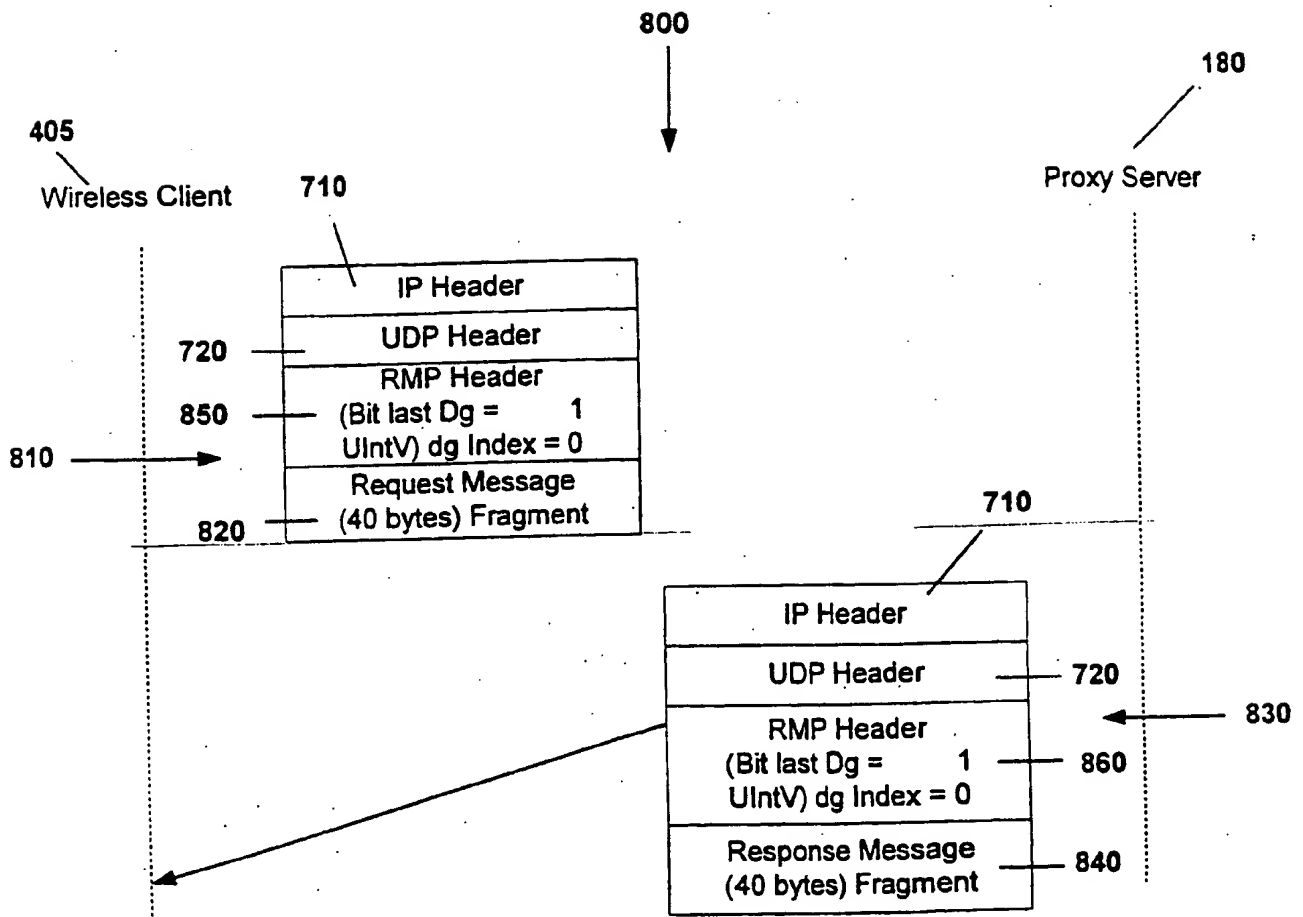 800
180
405
Wireless Client
710
Proxy Server
IP Header
UDP Header
720
RMP Header
850
(Bit last Dg = 1
UIntV) dg Index = 0
810
Request Message
(40 bytes) Fragment
820
710
IP Header
UDP Header
720
830
RMP Header
(Bit last Dg = 1
860
UIntV) dg Index = 0
Response Message
840
(40 bytes) Fragment